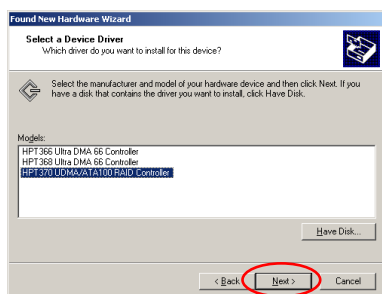 Found New Hardware Wizard
Select a Device Driver
Which driver do you want to install for this device?
Select the manufacturer and model of your hardware device and then click Next. If you
have a disk that contains the driver you want to install, click Have Disk.
Models:
HPT366 Ultra DMA 66 Controller
HPT368 Ultra DMA 66 Controller
HPT370 UDMA/ATA100 RAID Controller
Have Disk...
< Back Next > Cancel